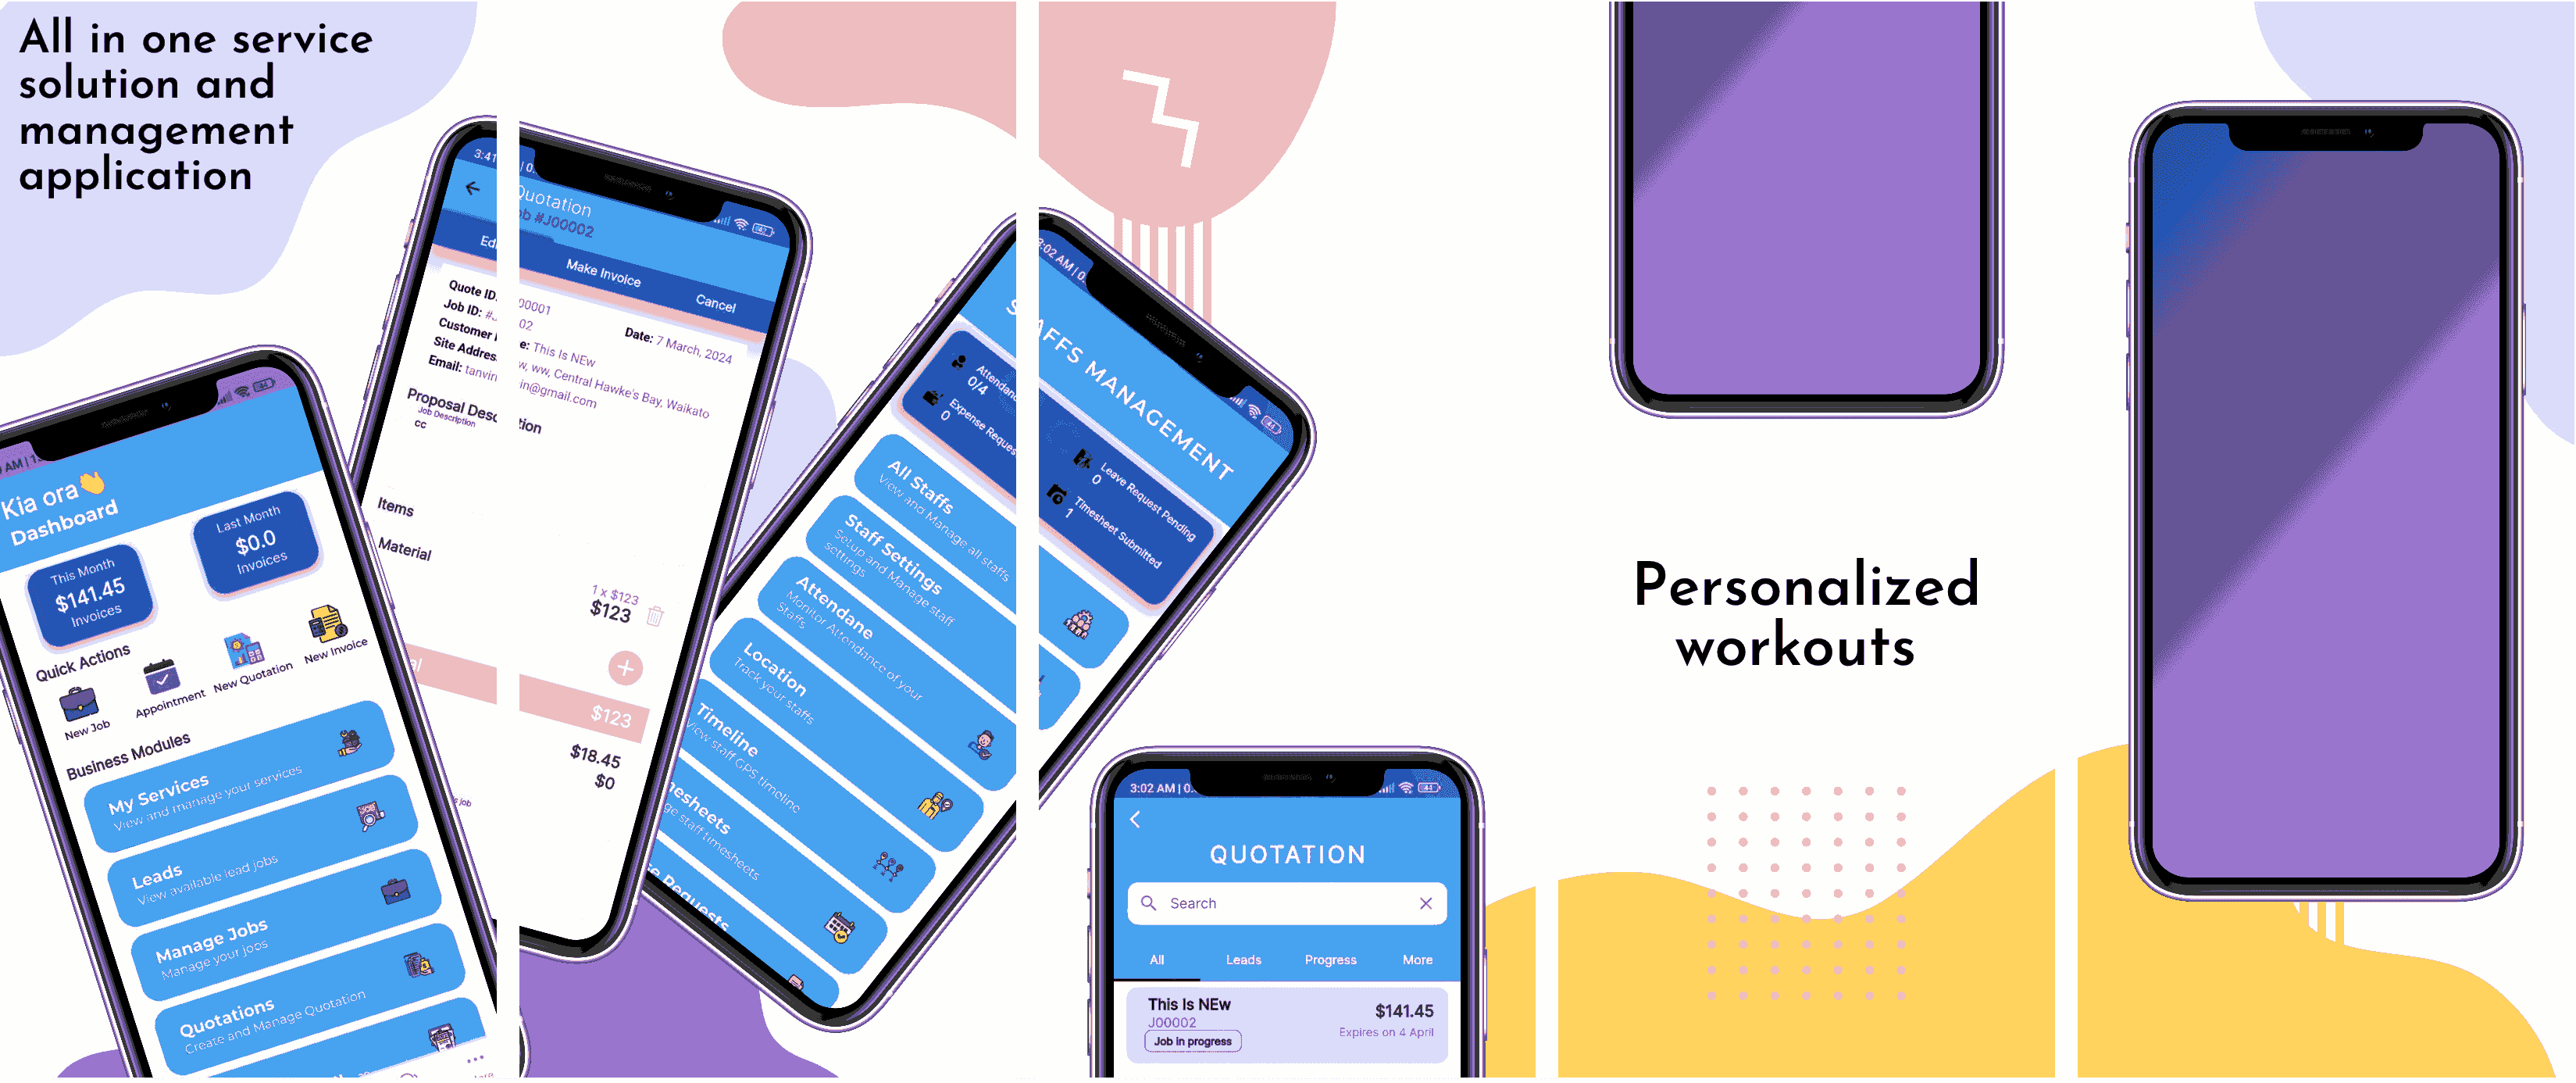 All in one service
solution and
management
application
AM
Kia ora
Dashboard
This Month
$141.45
Invoices
Last Month
$0.0
Invoices
Quick Actions
New Job
Appointment
New Quotation
New Invoice
Business Modules
My Services
View and manage your services
Leads
View available lead jobs
Manage Jobs
Manage your jobs
Quotations
Create and Manage Quotation
3:41
Quotation
#J00002
Make Invoice
Cancel
Quote ID:
00001
Date: 7 March, 2024
Job ID: #
02
Customer
This Is NEw
Site Address
ww, Central Hawke's Bay, Waikato
Email: tanvin
in@gmail.com
Proposal Desc
tion
Job Description
cc
Items
Material
1 x $123
$123
+
$123
$18.45
$0
job
STAFFS MANAGEMENT
3:02 AM
Attendance
0/4
Expense Reques
0
Leave Request Pending
0
Timesheet Submitted
1
All Staffs
View and Manage all staffs
Staff Settings
Setup and Manage staff
settings
Attendane
Monitor Attendance of your
Staffs
Location
Track your staffs
Timeline
View staff GPS timeline
mesheets
ge staff timesheets
e Requests
3:02 AM
QUOTATION
Search
All
Leads
Progress
More
This Is NEw
$141.45
J00002
Expires on 4 April
Job in progress
Personalized
workouts